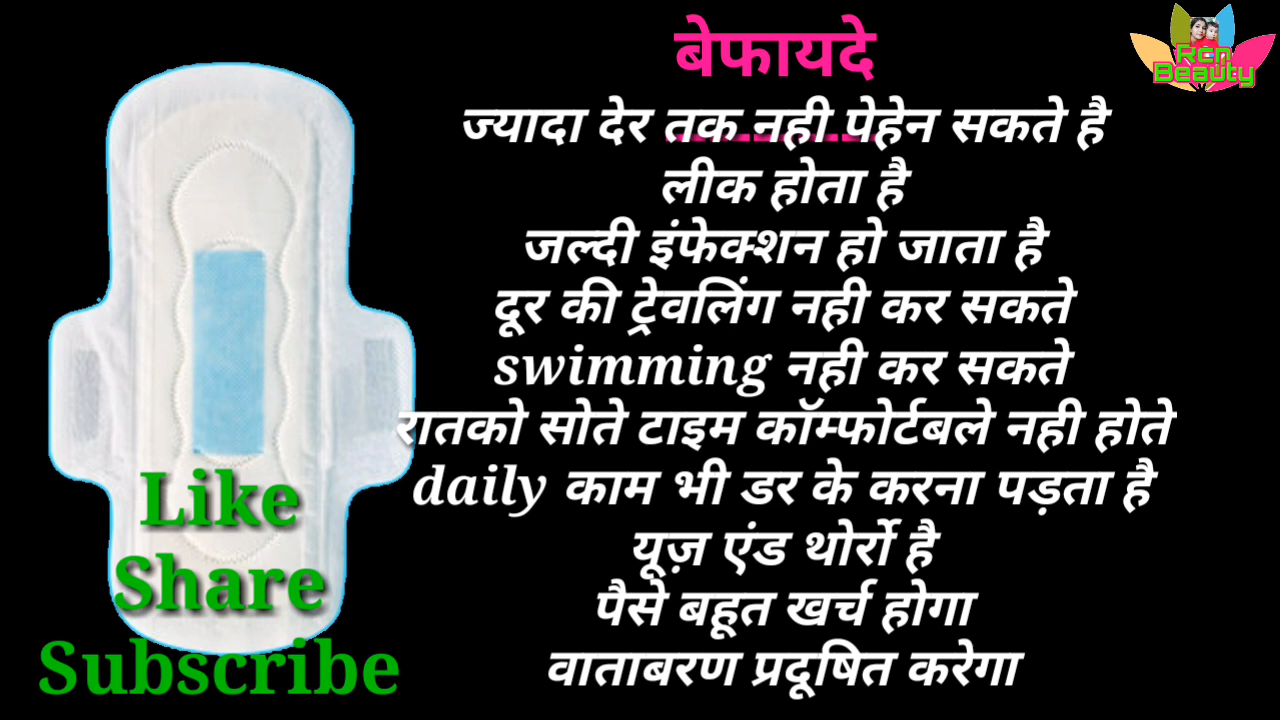 बेफायदे
Rcn
Beauty
ज्यादा देर तक नही पेहेन सकते है
लीक होता है
जल्दी इंफेक्शन हो जाता है
दूर की ट्रेवलिंग नही कर सकते
swimming नही कर सकते
रातको सोते टाइम कॉम्फोर्टबले नही होते
daily काम भी डर के करना पड़ता है
यूज़ एंड थोर्रो है
पैसे बहूत खर्च होगा
वाताबरण प्रदूषित करेगा
Like
Share
Subscribe